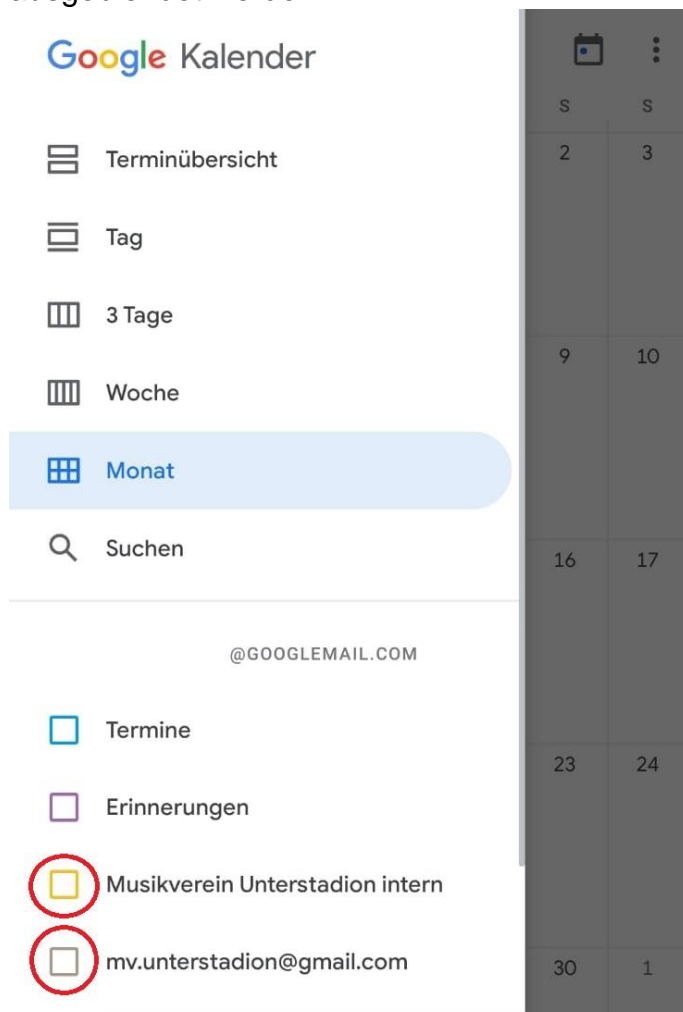 Google Kalender
S S
Terminübersicht
2 3
Tag
3 Tage
9 10
Woche
Monat
Suchen
16 17
@GOOGLEMAIL.COM
Termine
23 24
Erinnerungen
Musikverein Unterstadion intern
mv.unterstadion@gmail.com
30 1